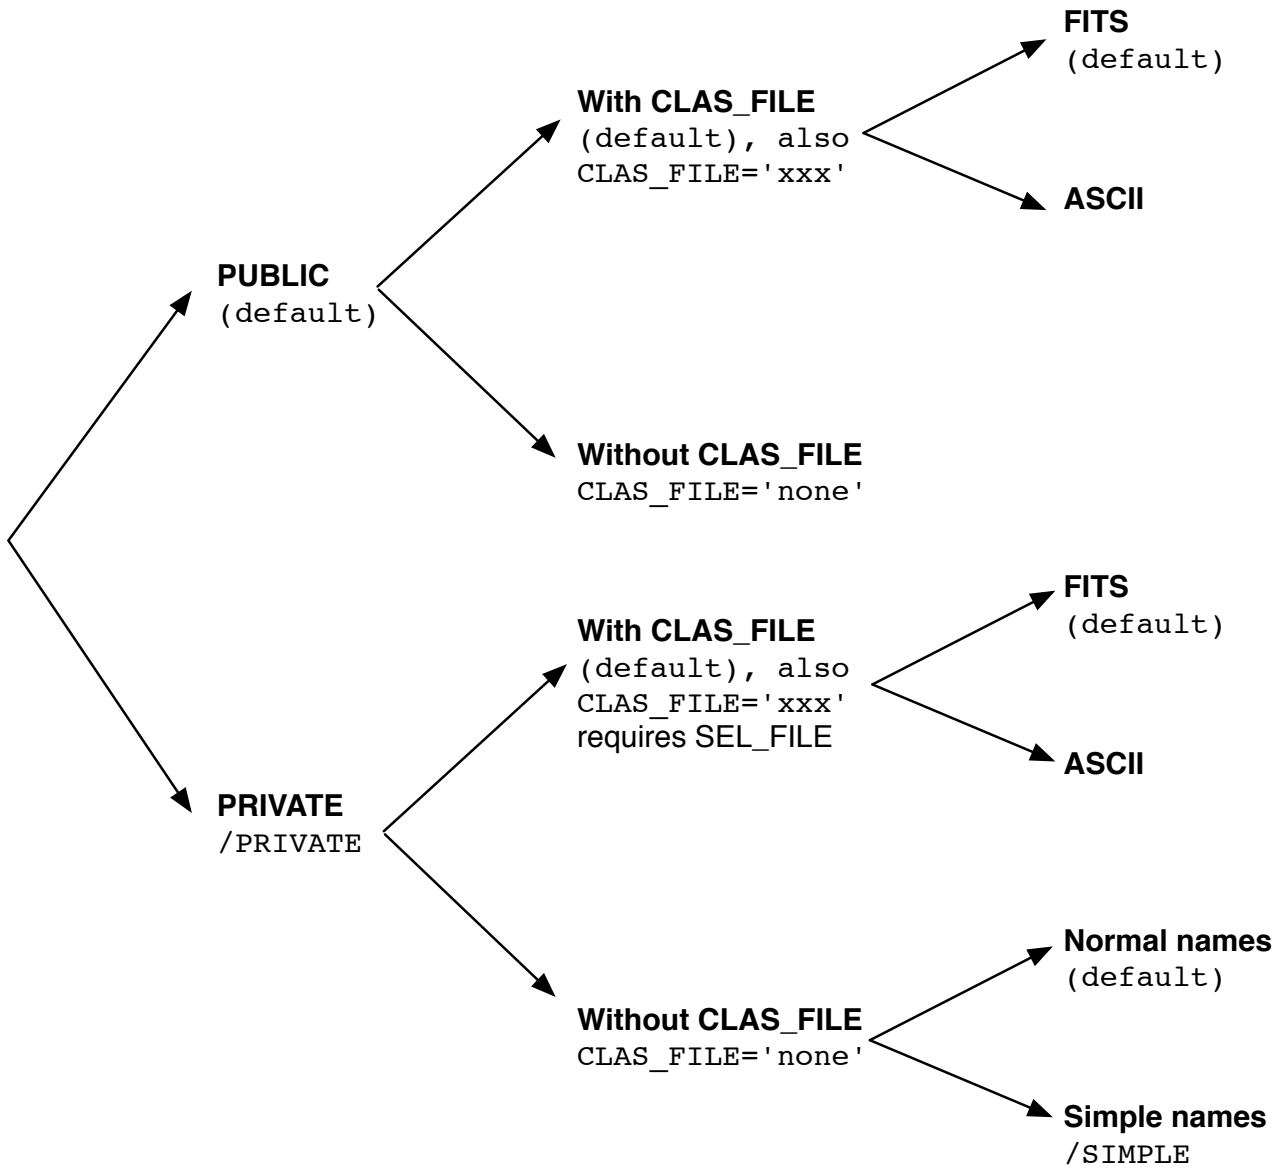 FITS
(default)
With CLAS_FILE
(default), also
CLAS_FILE='xxx'
ASCII
PUBLIC
(default)
Without CLAS_FILE
CLAS_FILE='none'
FITS
(default)
With CLAS_FILE
(default), also
CLAS_FILE='xxx'
requires SEL_FILE
ASCII
PRIVATE
/PRIVATE
Normal names
(default)
Without CLAS_FILE
CLAS_FILE='none'
Simple names
/SIMPLE